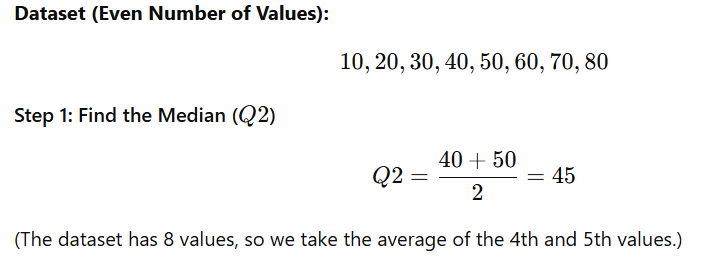 Dataset (Even Number of Values):
10, 20, 30, 40, 50, 60, 70, 80
Step 1: Find the Median (Q2)
Q2 = \frac{40 + 50}{2} = 45
(The dataset has 8 values, so we take the average of the 4th and 5th values.)